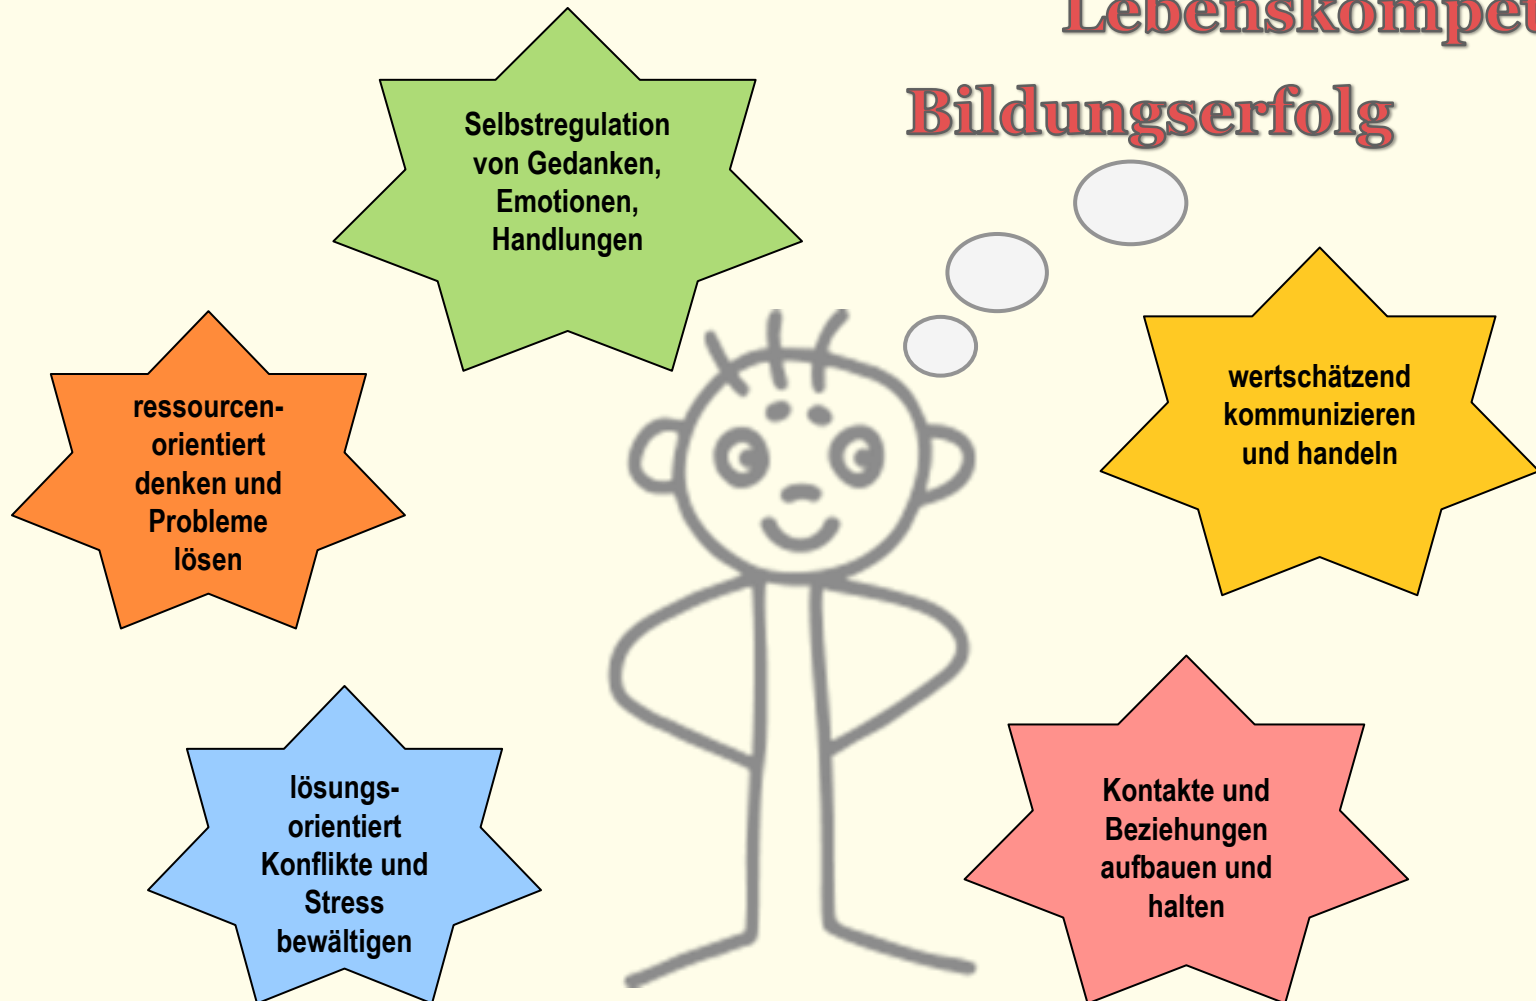 Lebenskompet
Bildungserfolg
Selbstregulation
von Gedanken,
Emotionen,
Handlungen
ressourcen-
orientiert
denken und
Probleme
lösen
wertschätzend
kommunizieren
und handeln
lösungs-
orientiert
Konflikte und
Stress
bewältigen
Kontakte und
Beziehungen
aufbauen und
halten